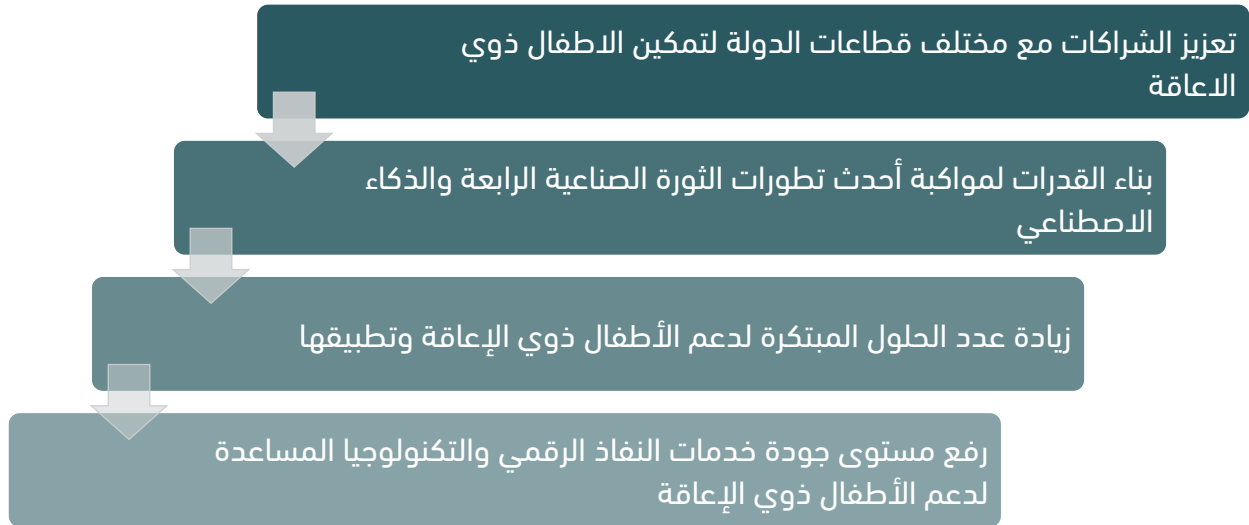 تعزيز الشراكات مع مختلف قطاعات الدولة لتمكين الاطفال ذوي
الاعاقة
بناء القدرات لمواكبة أحدث تطورات الثورة الصناعية الرابعة والذكاء
الاصطناعي
زيادة عدد الحلول المبتكرة لدعم الأطفال ذوي الإعاقة وتطبيقها
رفع مستوى جودة خدمات النفاذ الرقمي والتكنولوجيا المساعدة
لدعم الأطفال ذوي الإعاقة